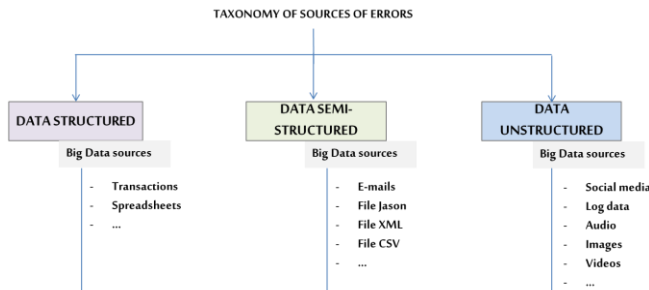 TAXONOMY OF SOURCES OF ERRORS
DATA STRUCTURED
Big Data sources
- Transactions
- Spreadsheets
- ...
DATA SEMI-
STRUCTURED
Big Data sources
- E-mails
- File Jason
- File XML
- File CSV
- ...
DATA
UNSTRUCTURED
Big Data sources
- Social media
- Log data
- Audio
- Images
- Videos
- ...